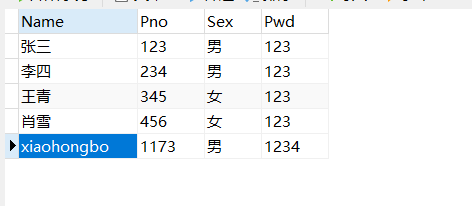 Name Pno Sex Pwd
张三 123 男 123
李四 234 男 123
王青 345 女 123
肖雪 456 女 123
xiaohongbo 1173 男 1234